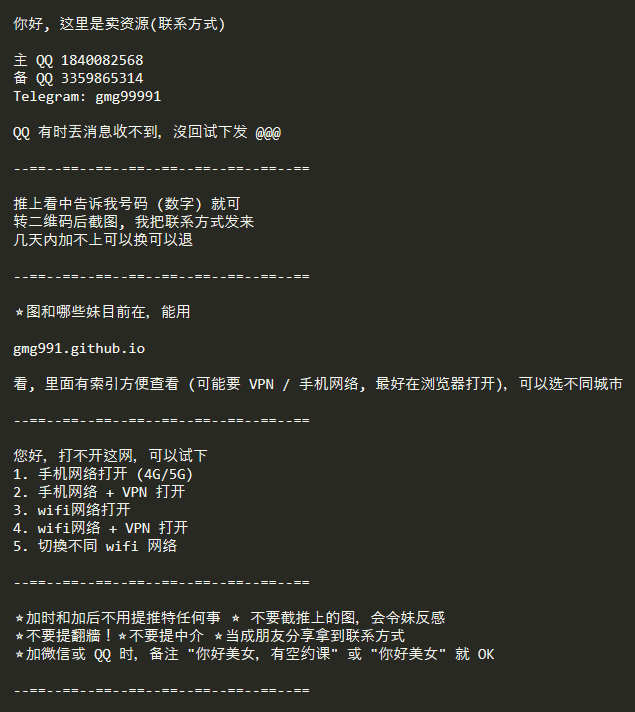 你好, 这里是卖资源(联系方式)
主 QQ 1840082568
备 QQ 3359865314
Telegram: gmg99991
QQ 有时丢消息收不到, 沒回试下发 @@@
--==--==--==--==--==--==--==--==--==
推上看中告诉我号码 (数字) 就可
转二维码后截图, 我把联系方式发来
几天内加不上可以换可以退
--==--==--==--==--==--==--==--==--==
⭐图和哪些妹目前在, 能用
gmg991.github.io
看, 里面有索引方便查看 (可能要 VPN / 手机网络, 最好在浏览器打开), 可以选不同城市
--==--==--==--==--==--==--==--==--==
您好, 打不开这网, 可以试下
1. 手机网络打开 (4G/5G)
2. 手机网络 + VPN 打开
3. wifi网络打开
4. wifi网络 + VPN 打开
5. 切換不同 wifi 网络
--==--==--==--==--==--==--==--==--==
⭐加时和加后不用提推特任何事 ⭐ 不要截推上的图, 会令妹反感
⭐不要提翻牆！⭐不要提中介 ⭐当成朋友分享拿到联系方式
⭐加微信或 QQ 时, 备注 "你好美女, 有空约课" 或 "你好美女" 就 OK
--==--==--==--==--==--==--==--==--==